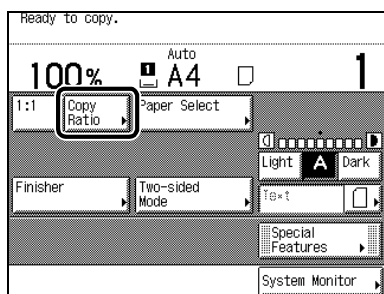 Ready to copy.
Auto
100% 1 A4 1
1:1 Copy Ratio Paper Select
Light A Dark
Finisher Two-sided Mode Text
Special Features
System Monitor